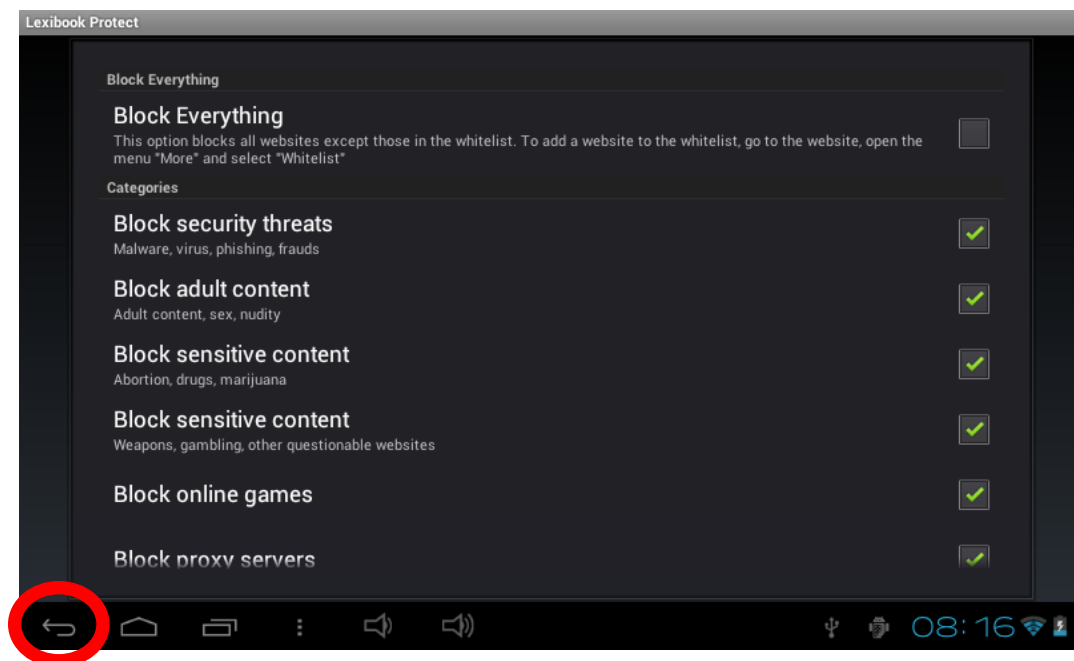 Lexibook Protect
Block Everything
Block Everything
This option blocks all websites except those in the whitelist. To add a website to the whitelist, go to the website, open the
menu "More" and select "Whitelist"
Categories
Block security threats
Malware, virus, phishing, frauds
Block adult content
Adult content, sex, nudity
Block sensitive content
Abortion, drugs, marijuana
Block sensitive content
Weapons, gambling, other questionable websites
Block online games
Block proxy servers
08:16